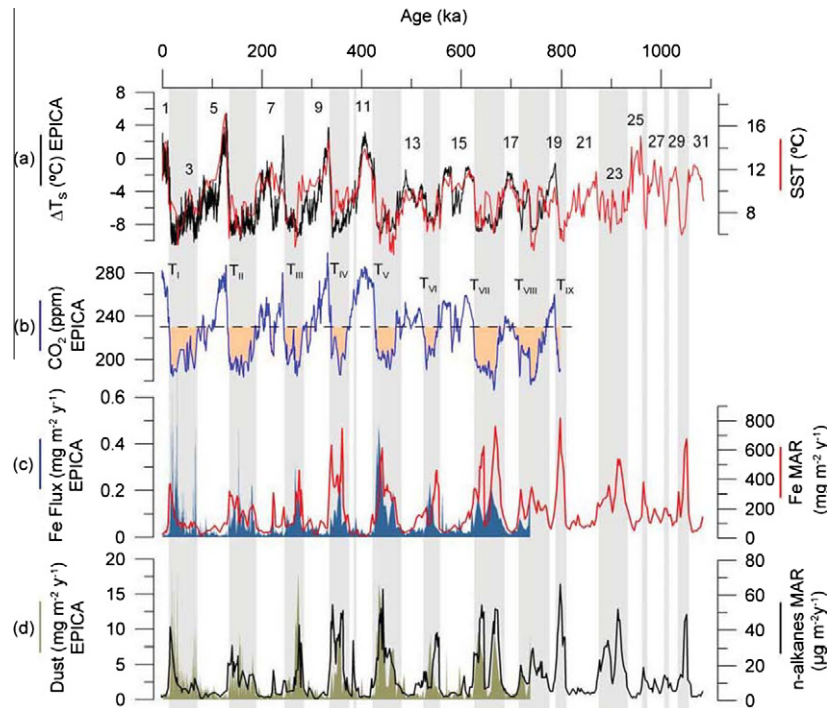 Age (ka)
0 200 400 600 800 1000
(a)
ΔTS (ºC) EPICA
8
4
0
-4
-8
1 3 5 7 9 11 13 15 17 19 21 23 25 27 29 31
16
12
8
SST (ºC)
(b)
CO2 (ppm)
EPICA
280
240
200
TI TII TIII TIV TV TVI TVII TVIII TIX
(c)
Fe Flux (mg m-2 y-1)
EPICA
0.6
0.4
0.2
0
800
600
400
200
0
Fe MAR
(mg m-2 y-1)
(d)
Dust (mg m-2 y-1)
EPICA
20
15
10
5
0
80
60
40
20
0
n-alkanes MAR
(µg m-2y-1)